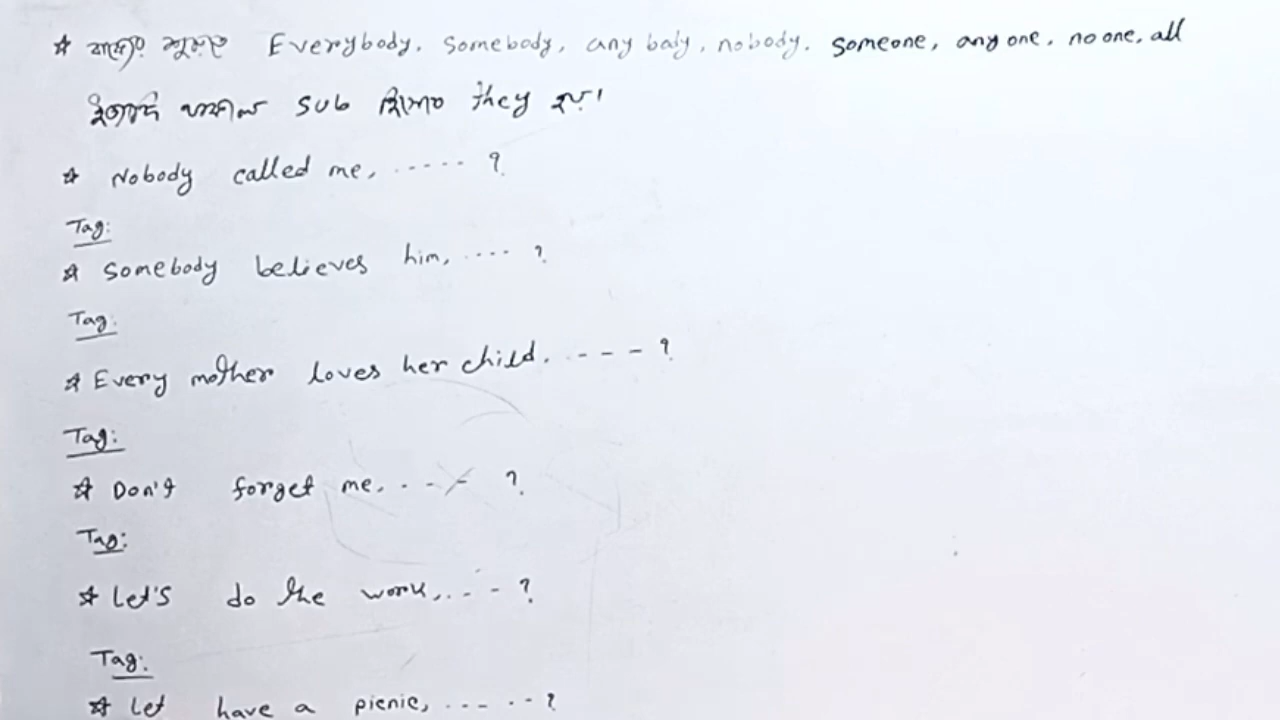 ☆ বাক্যের শুরুতে Everybody, somebody, any baly, nobody, someone, any one, no one, all
ইত্যাদি থাকলে sub হিসেবে they হয়।
☆ Nobody called me, ..... ?
Tag:
☆ Somebody believes him, .... ?
Tag:
☆ Every mother loves her child. .---?
Tag:
☆ Don't forget me. ..-- ?
Tag:
☆ Let's do the work, ..-?
Tag:
☆ Let have a picnic, ..... ?